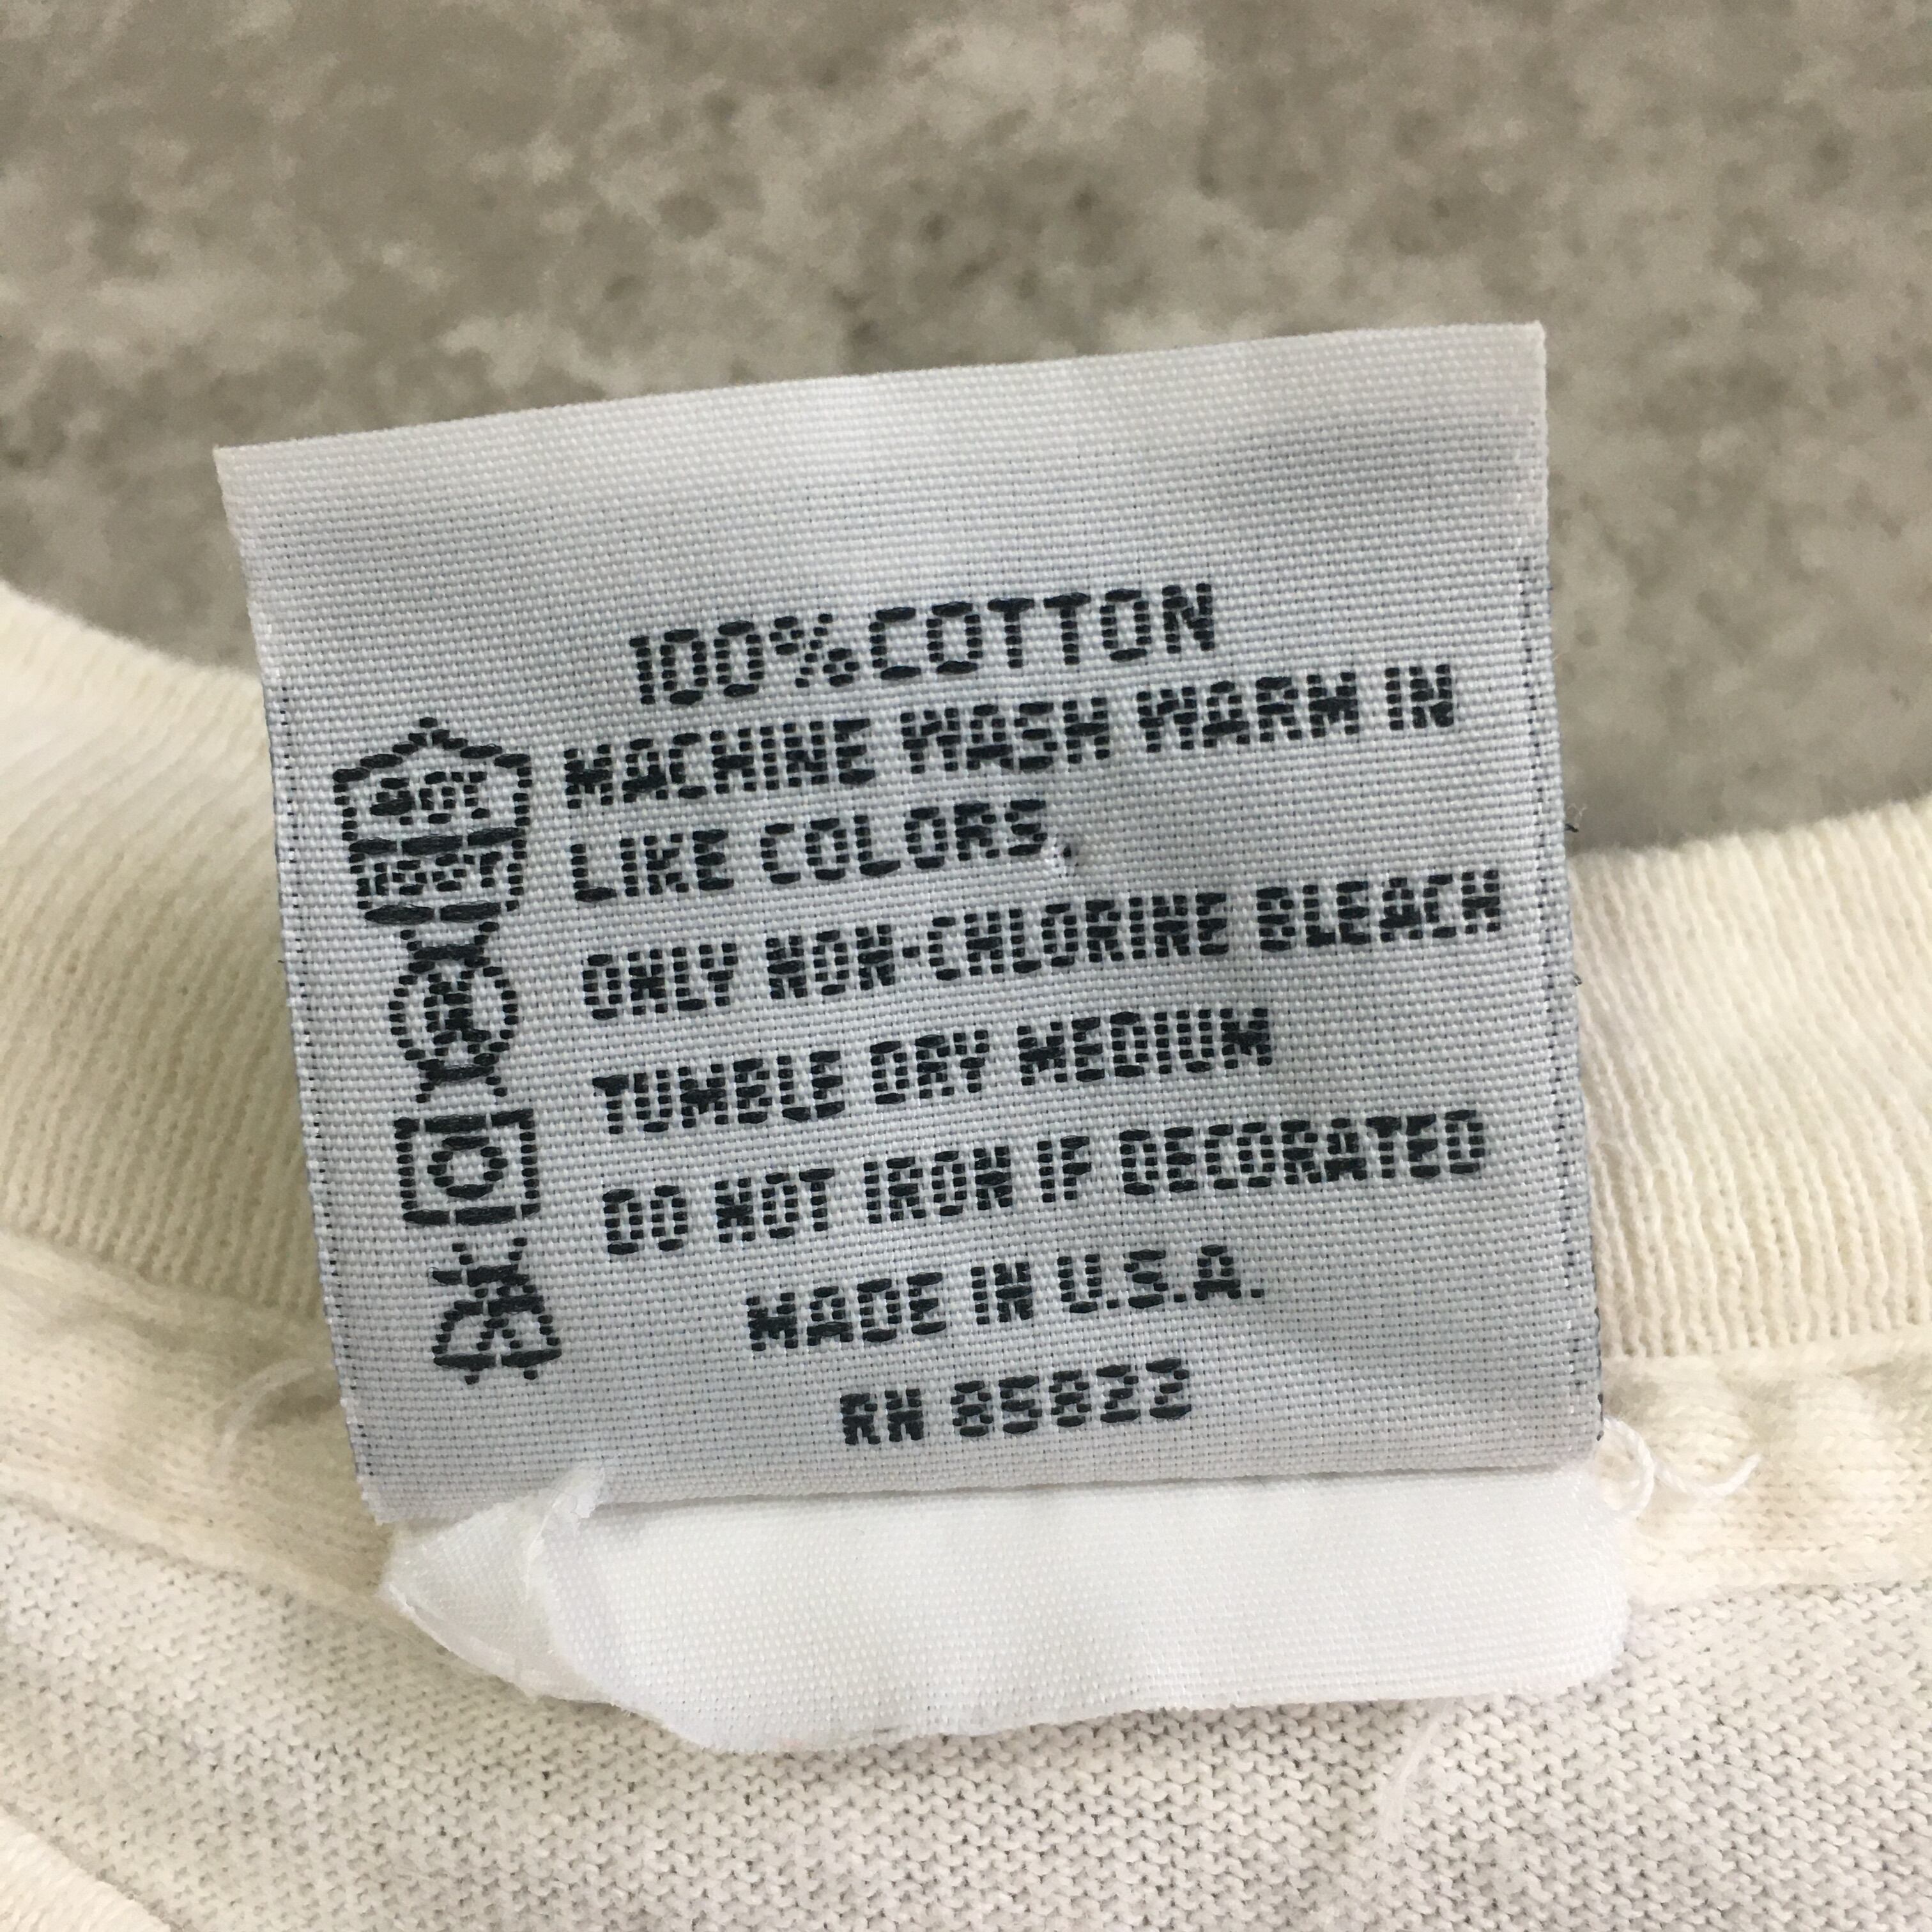 100% COTTON
MACHINE WASH WARM IN
LIKE COLORS.
ONLY NON-CHLORINE BLEACH
TUMBLE DRY MEDIUM
DO NOT IRON IF DECORATED
MADE IN U.S.A.
RN 85822